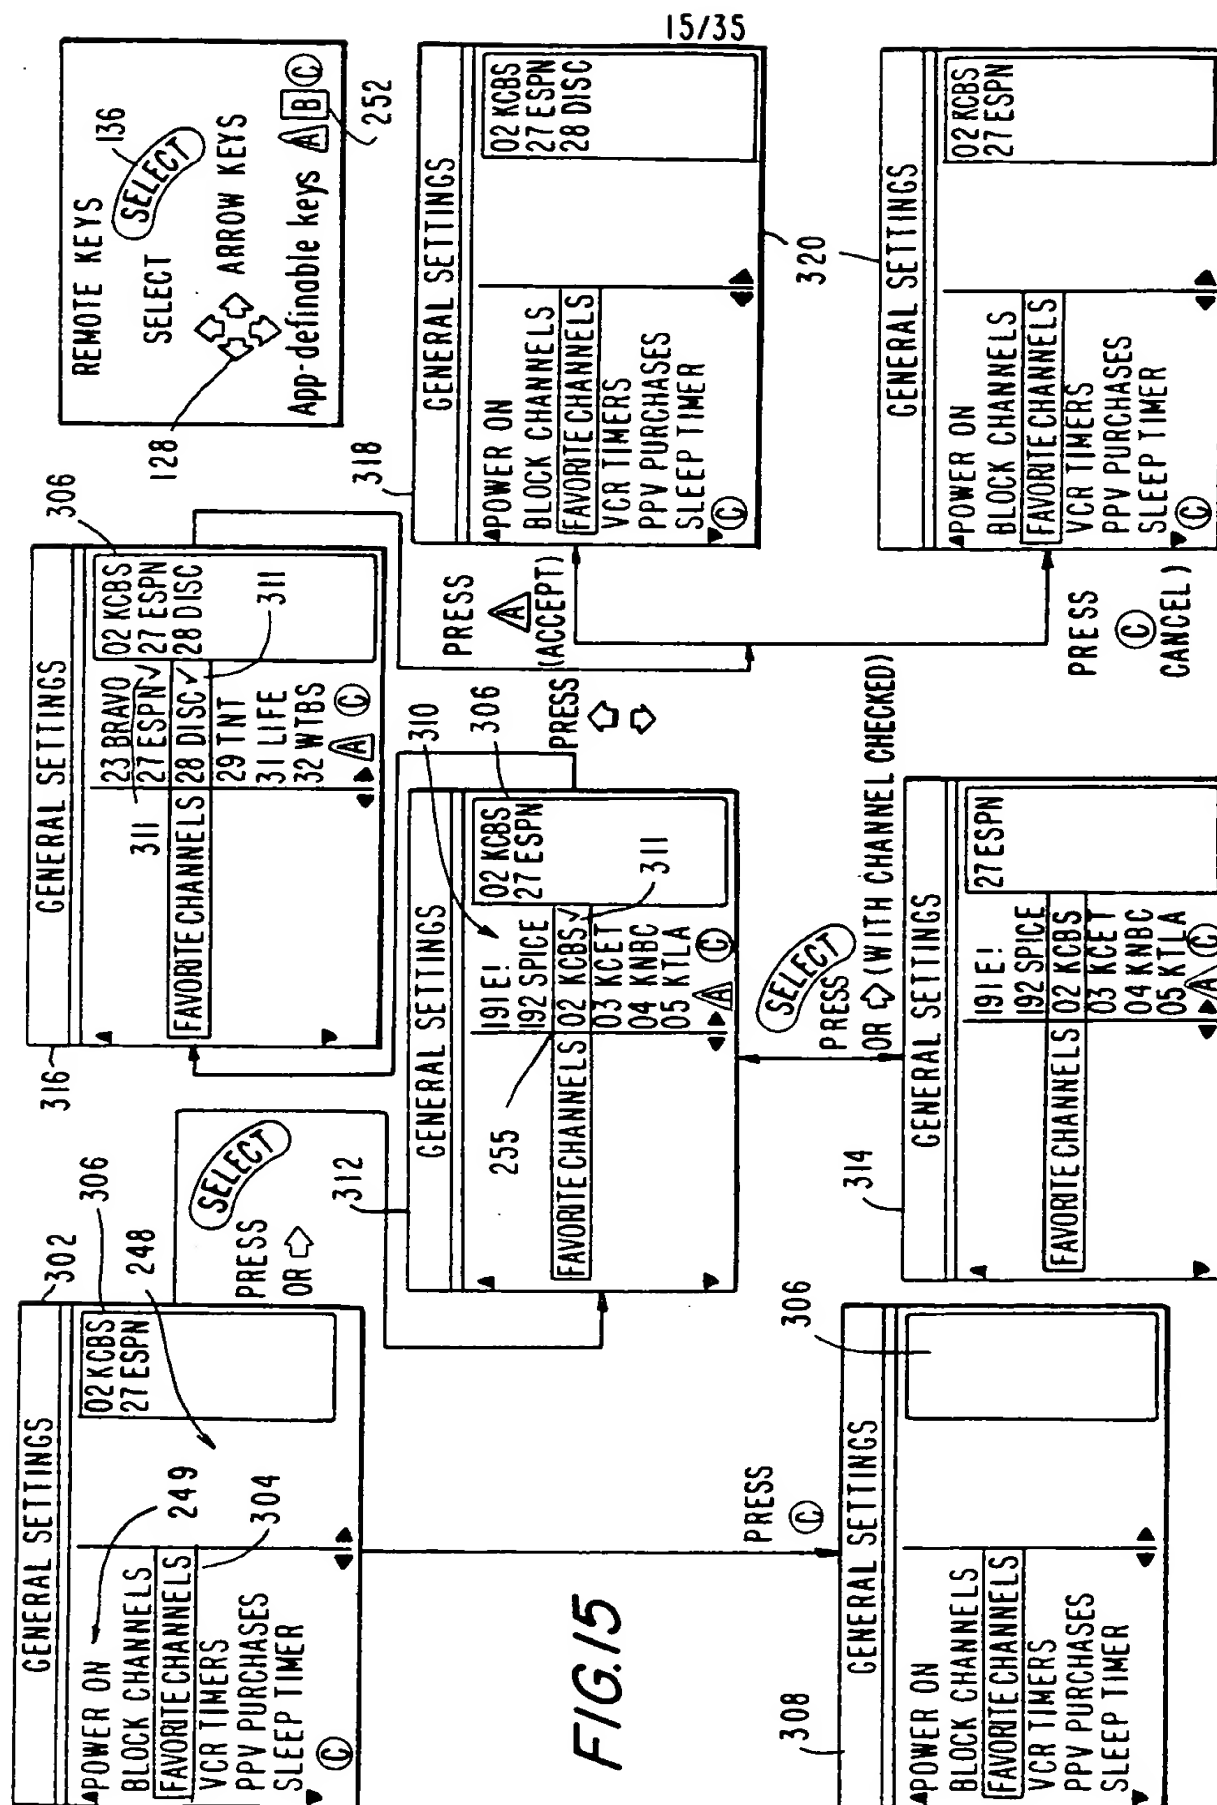 15/35
GENERAL SETTINGS
POWER ON
BLOCK CHANNELS
FAVORITE CHANNELS
VCR TIMERS
PPV PURCHASES
SLEEP TIMER
C
02 KCBS
27 ESPN
249
304
248
306
302
PRESS SELECT
OR
GENERAL SETTINGS
FAVORITE CHANNELS
23 BRAVO
27 ESPN ✓
28 DISC ✓
29 TNT
31 LIFE
32 WTBS
A C
02 KCBS
27 ESPN
28 DISC
316
311
311
306
REMOTE KEYS
SELECT
SELECT
136
ARROW KEYS
128
App-definable keys A B C
252
312
GENERAL SETTINGS
FAVORITE CHANNELS
191 E!
192 SPICE
02 KCBS ✓
03 KCET
04 KNBC
05 KTLA
A C
02 KCBS
27 ESPN
255
310
311
306
PRESS
PRESS
A
(ACCEPT)
318
GENERAL SETTINGS
POWER ON
BLOCK CHANNELS
FAVORITE CHANNELS
VCR TIMERS
PPV PURCHASES
SLEEP TIMER
C
02 KCBS
27 ESPN
28 DISC
320
FIG.15
PRESS
C
PRESS SELECT
OR (WITH CHANNEL CHECKED)
PRESS
C
CANCEL)
308
GENERAL SETTINGS
POWER ON
BLOCK CHANNELS
FAVORITE CHANNELS
VCR TIMERS
PPV PURCHASES
SLEEP TIMER
306
314
GENERAL SETTINGS
FAVORITE CHANNELS
191 E!
192 SPICE
02 KCBS
03 KCET
04 KNBC
05 KTLA
A C
27 ESPN
GENERAL SETTINGS
POWER ON
BLOCK CHANNELS
FAVORITE CHANNELS
VCR TIMERS
PPV PURCHASES
SLEEP TIMER
C
02 KCBS
27 ESPN